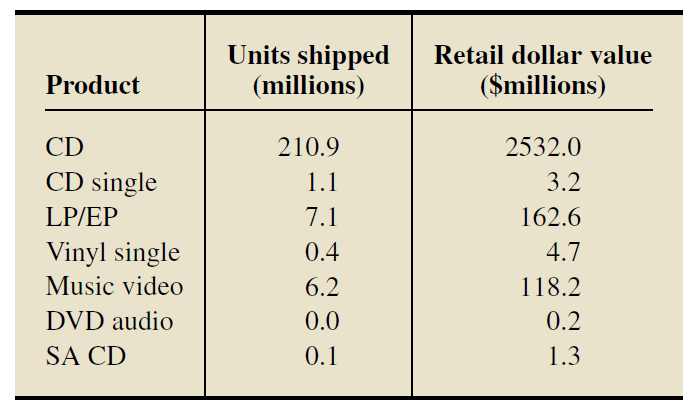 Product Units shipped (millions) Retail dollar value ($millions)
CD 210.9 2532.0
CD single 1.1 3.2
LP/EP 7.1 162.6
Vinyl single 0.4 4.7
Music video 6.2 118.2
DVD audio 0.0 0.2
SA CD 0.1 1.3